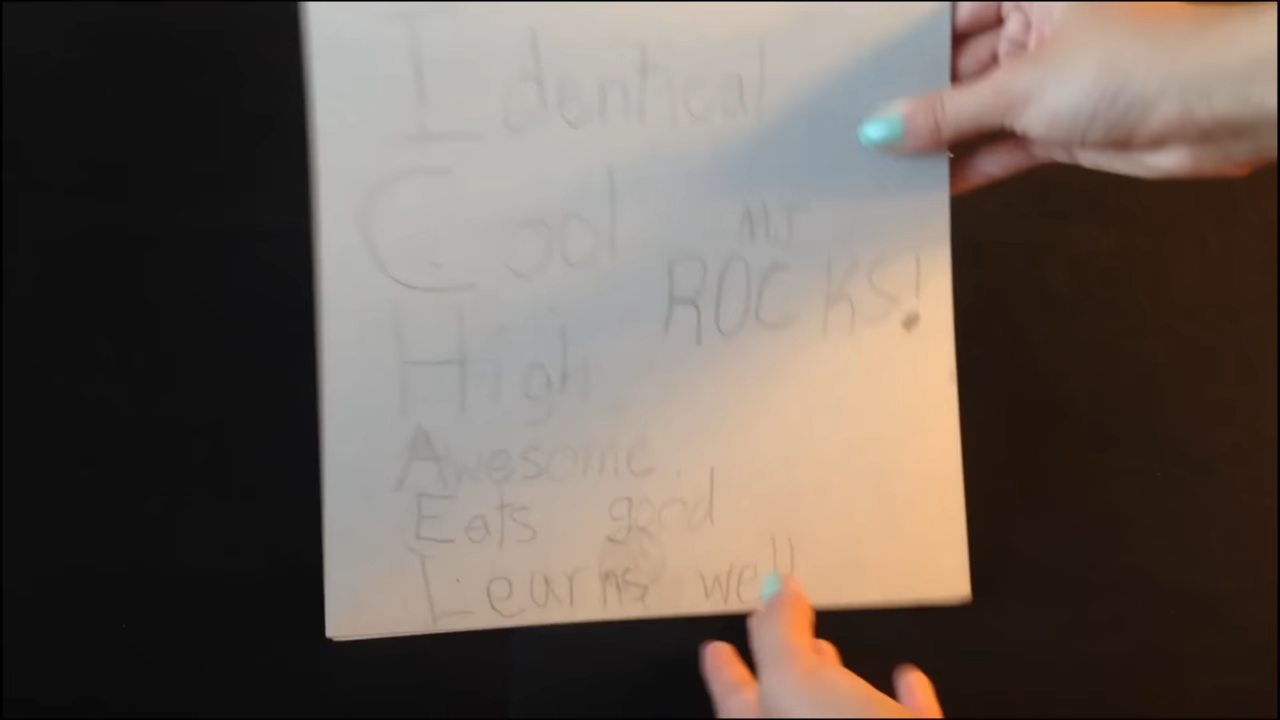 Identical
Cool
MJ
ROCKS!
High
Awesome
Eats good
Learns well